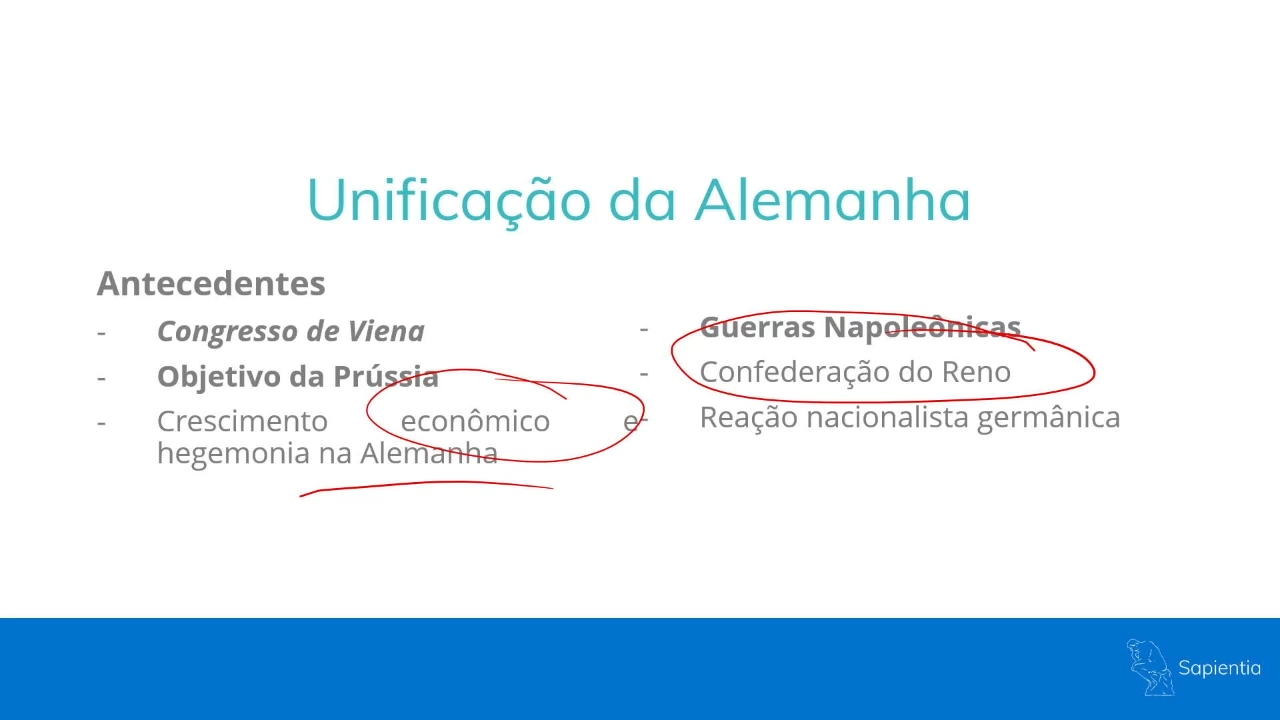 Unificação da Alemanha
Antecedentes
- Congresso de Viena
- Objetivo da Prússia
- Crescimento econômico e
hegemonia na Alemanha
- Guerras Napoleônicas
- Confederação do Reno
- Reação nacionalista germânica
Sapientia